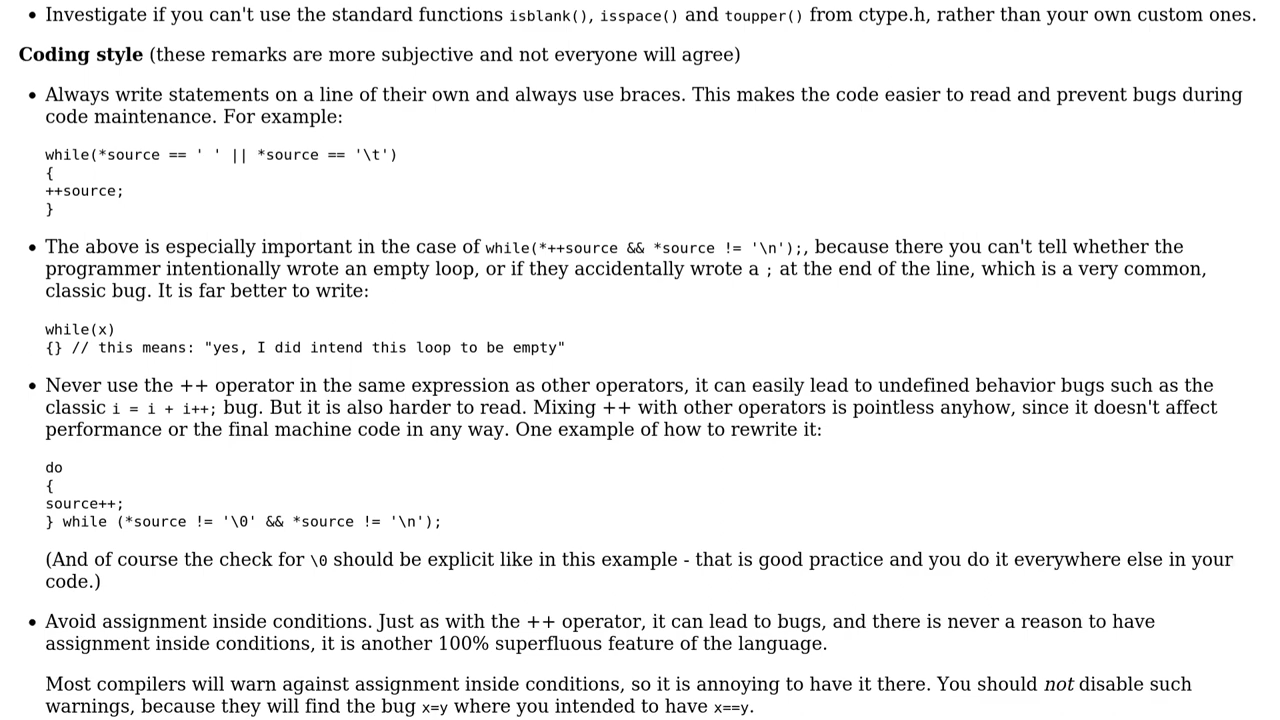 • Investigate if you can't use the standard functions isblank(), isspace() and toupper() from ctype.h, rather than your own custom ones.
Coding style (these remarks are more subjective and not everyone will agree)
• Always write statements on a line of their own and always use braces. This makes the code easier to read and prevent bugs during
code maintenance. For example:
while(*source == ' ' || *source == '\t')
{
++source;
}
• The above is especially important in the case of while(*++source && *source != '\n');, because there you can't tell whether the
programmer intentionally wrote an empty loop, or if they accidentally wrote a ; at the end of the line, which is a very common,
classic bug. It is far better to write:
while(x)
{} // this means: "yes, I did intend this loop to be empty"
• Never use the ++ operator in the same expression as other operators, it can easily lead to undefined behavior bugs such as the
classic i = i + i++; bug. But it is also harder to read. Mixing ++ with other operators is pointless anyhow, since it doesn't affect
performance or the final machine code in any way. One example of how to rewrite it:
do
{
source++;
} while (*source != '\0' && *source != '\n');
(And of course the check for \0 should be explicit like in this example - that is good practice and you do it everywhere else in your
code.)
• Avoid assignment inside conditions. Just as with the ++ operator, it can lead to bugs, and there is never a reason to have
assignment inside conditions, it is another 100% superfluous feature of the language.
Most compilers will warn against assignment inside conditions, so it is annoying to have it there. You should not disable such
warnings, because they will find the bug x=y where you intended to have x==y.